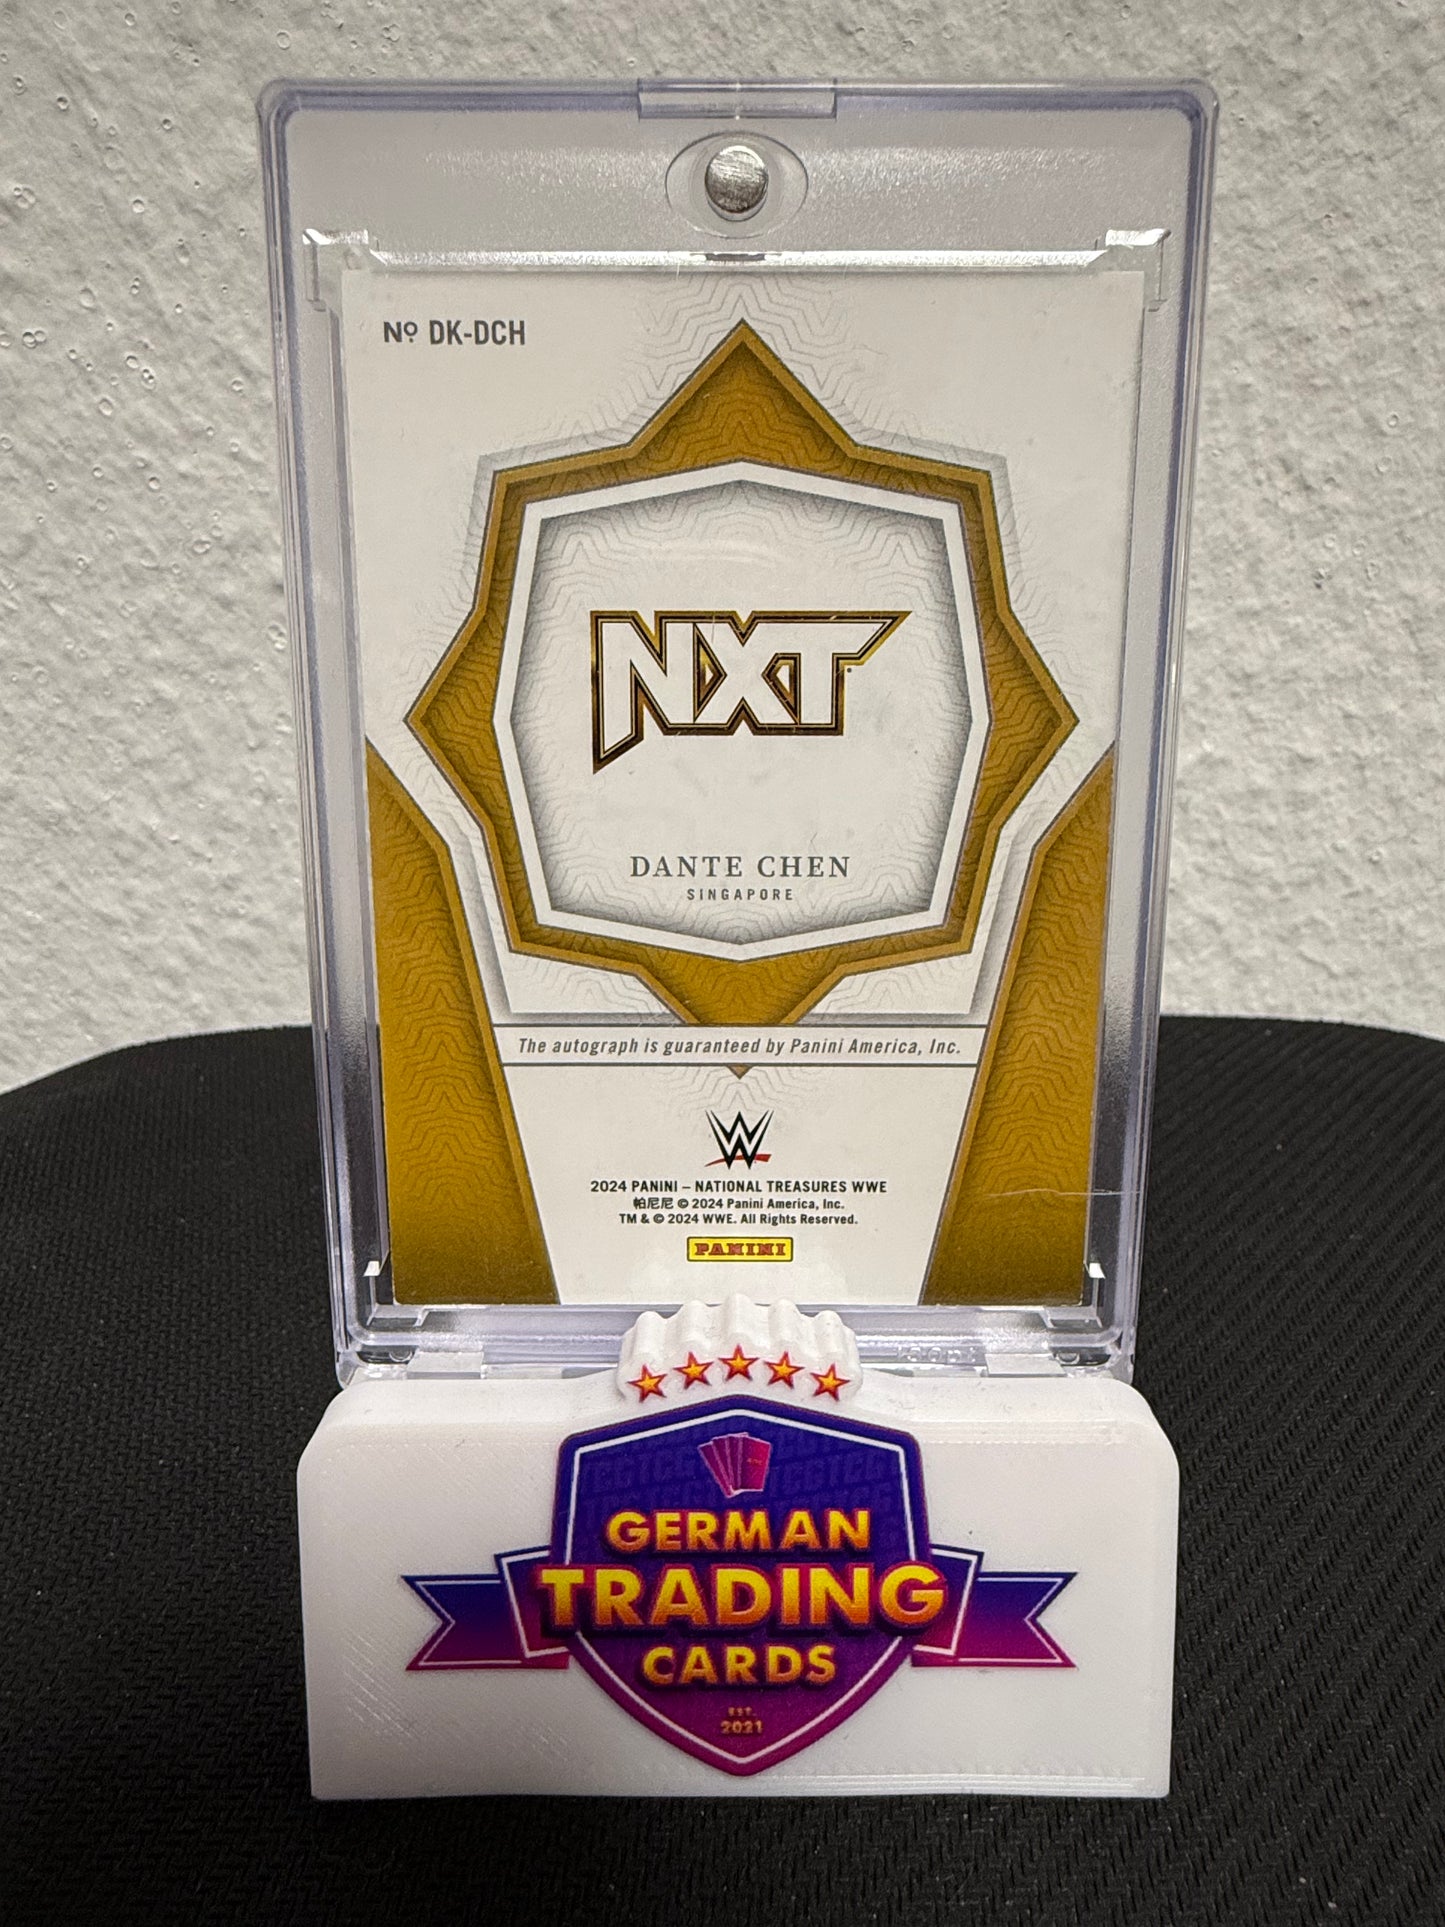 Nº DK-DCH
NXT
DANTE CHEN
SINGAPORE
The autograph is guaranteed by Panini America, Inc.
W
2024 PANINI – NATIONAL TREASURES WWE
帕尼尼 © 2024 Panini America, Inc.
TM & © 2024 WWE. All Rights Reserved.
PANINI
GERMAN
TRADING
CARDS
EST.
2021